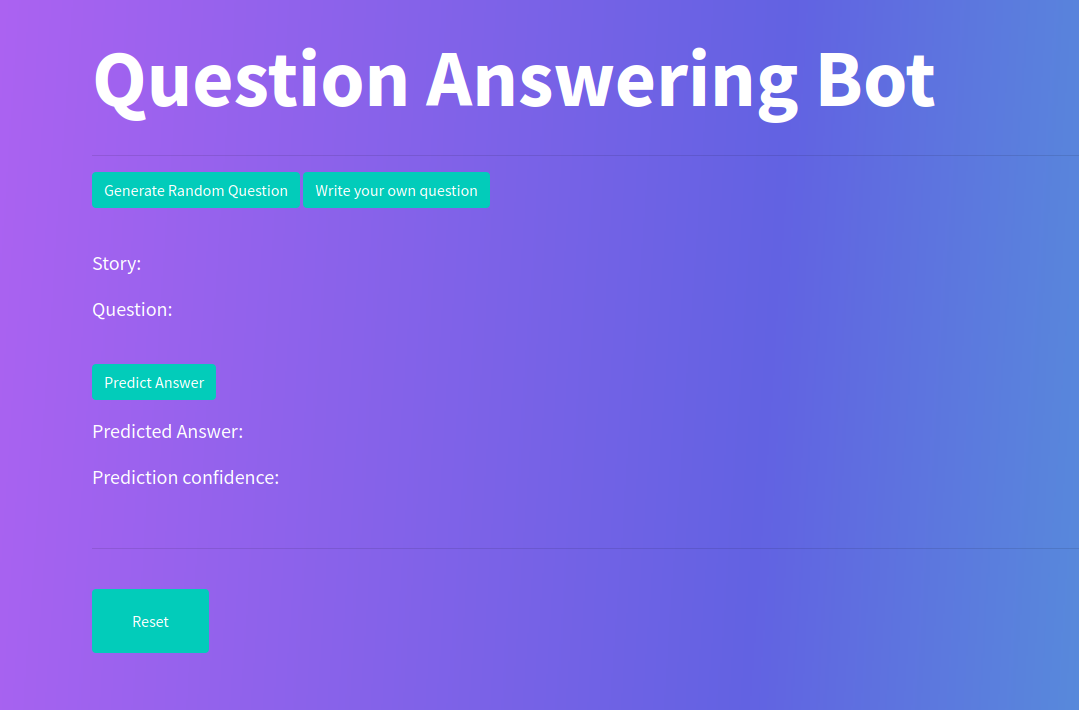 Question Answering Bot
Generate Random Question Write your own question
Story:
Question:
Predict Answer
Predicted Answer:
Prediction confidence:
Reset